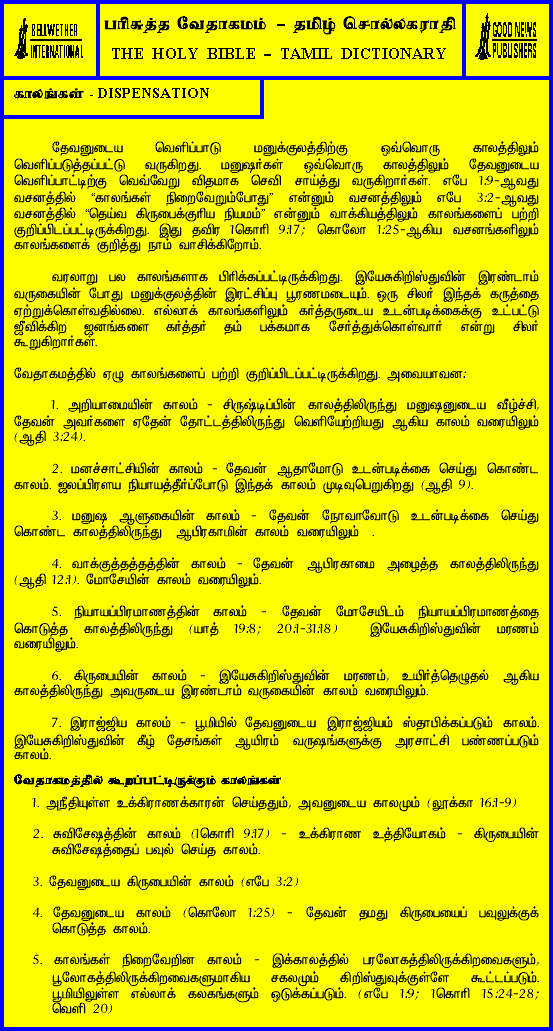 BELLWETHER
INTERNATIONAL
பரிசுத்த வேதாகமம் – தமிழ் சொல்லகராதி
THE HOLY BIBLE – TAMIL DICTIONARY
GOOD NEWS
PUBLISHERS
காலங்கள் - DISPENSATION
தேவனுடைய வெளிப்பாடு மனுக்குலத்திற்கு ஒவ்வொரு காலத்திலும்
வெளிப்படுத்தப்பட்டு வருகிறது. மனுஷர்கள் ஒவ்வொரு காலத்திலும் தேவனுடைய
வெளிப்பாட்டிற்கு வெவ்வேறு விதமாக செவி சாய்த்து வருகிறார்கள். எபே 1:9-ஆவது
வசனத்தில் “காலங்கள் நிறைவேறும்போது” என்னும் வசனத்திலும் எபே 3:2-ஆவது
வசனத்தில் “தெய்வ கிருபைக்குரிய நியமம்” என்னும் வாக்கியத்திலும் காலங்களைப் பற்றி
குறிப்பிடப்பட்டிருக்கிறது. இது தவிர 1கொரி 9:17; கொலோ 1:25-ஆகிய வசனங்களிலும்
காலங்களைக் குறித்து நாம் வாசிக்கிறோம்.
வரலாறு பல காலங்களாக பிரிக்கப்பட்டிருக்கிறது. இயேசுகிறிஸ்துவின் இரண்டாம்
வருகையின் போது மனுக்குலத்தின் இரட்சிப்பு பூரணமடையும். ஒரு சிலர் இந்தக் கருத்தை
ஏற்றுக்கொள்வதில்லை. எல்லாக் காலங்களிலும் கர்த்தருடைய உடன்படிக்கைக்கு உட்பட்டு
ஜீவிக்கிற ஜனங்களை கர்த்தர் தம் பக்கமாக சேர்த்துக்கொள்வார் என்று சிலர்
கூறுகிறார்கள்.
வேதாகமத்தில் ஏழு காலங்களைப் பற்றி குறிப்பிடப்பட்டிருக்கிறது. அவையாவன:
1. அறியாமையின் காலம் - சிருஷ்டிப்பின் காலத்திலிருந்து மனுஷனுடைய வீழ்ச்சி,
தேவன் அவர்களை ஏதேன் தோட்டத்திலிருந்து வெளியேற்றியது ஆகிய காலம் வரையிலும்
(ஆதி 3:24).
2. மனச்சாட்சியின் காலம் - தேவன் ஆதாமோடு உடன்படிக்கை செய்து கொண்ட
காலம். ஜலப்பிரளய நியாயத்தீர்ப்போடு இந்தக் காலம் முடிவுபெறுகிறது (ஆதி 9).
3. மனுஷ ஆளுகையின் காலம் - தேவன் நோவாவோடு உடன்படிக்கை செய்து
கொண்ட காலத்திலிருந்து ஆபிரகாமின் காலம் வரையிலும் .
4. வாக்குத்தத்தத்தின் காலம் - தேவன் ஆபிரகாமை அழைத்த காலத்திலிருந்து
(ஆதி 12:1). மோசேயின் காலம் வரையிலும்.
5. நியாயப்பிரமாணத்தின் காலம் - தேவன் மோசேயிடம் நியாயப்பிரமாணத்தை
கொடுத்த காலத்திலிருந்து (யாத் 19:8; 20:1-31:18) இயேசுகிறிஸ்துவின் மரணம்
வரையிலும்.
6. கிருபையின் காலம் - இயேசுகிறிஸ்துவின் மரணம், உயிர்த்தெழுதல் ஆகிய
காலத்திலிருந்து அவருடைய இரண்டாம் வருகையின் காலம் வரையிலும்.
7. இராஜ்ஜிய காலம் - பூமியில் தேவனுடைய இராஜ்ஜியம் ஸ்தாபிக்கப்படும் காலம்.
இயேசுகிறிஸ்துவின் கீழ் தேசங்கள் ஆயிரம் வருஷங்களுக்கு அரசாட்சி பண்ணப்படும்
காலம்.
வேதாகமத்தில் கூறப்பட்டிருக்கும் காலங்கள்
1. அநீதியுள்ள உக்கிராணக்காரன் செய்ததும், அவனுடைய காலமும் (லூக்கா 16:1-9)
2. சுவிசேஷத்தின் காலம் (1கொரி 9:17) - உக்கிராண உத்தியோகம் - கிருபையின்
சுவிசேஷத்தைப் பவுல் செய்த காலம்.
3. தேவனுடைய கிருபையின் காலம் (எபே 3:2)
4. தேவனுடைய காலம் (கொலோ 1:25) - தேவன் தமது கிருபையைப் பவுலுக்குக்
கொடுத்த காலம்.
5. காலங்கள் நிறைவேறின காலம் - இக்காலத்தில் பரலோகத்திலிருக்கிறவைகளும்,
பூலோகத்திலிருக்கிறவைகளுமாகிய சகலமும் கிறிஸ்துவுக்குள்ளே கூட்டப்படும்.
பூமியிலுள்ள எல்லாக் கலகங்களும் ஒடுக்கப்படும். (எபே 1:9; 1கொரி 15:24-28;
வெளி 20)